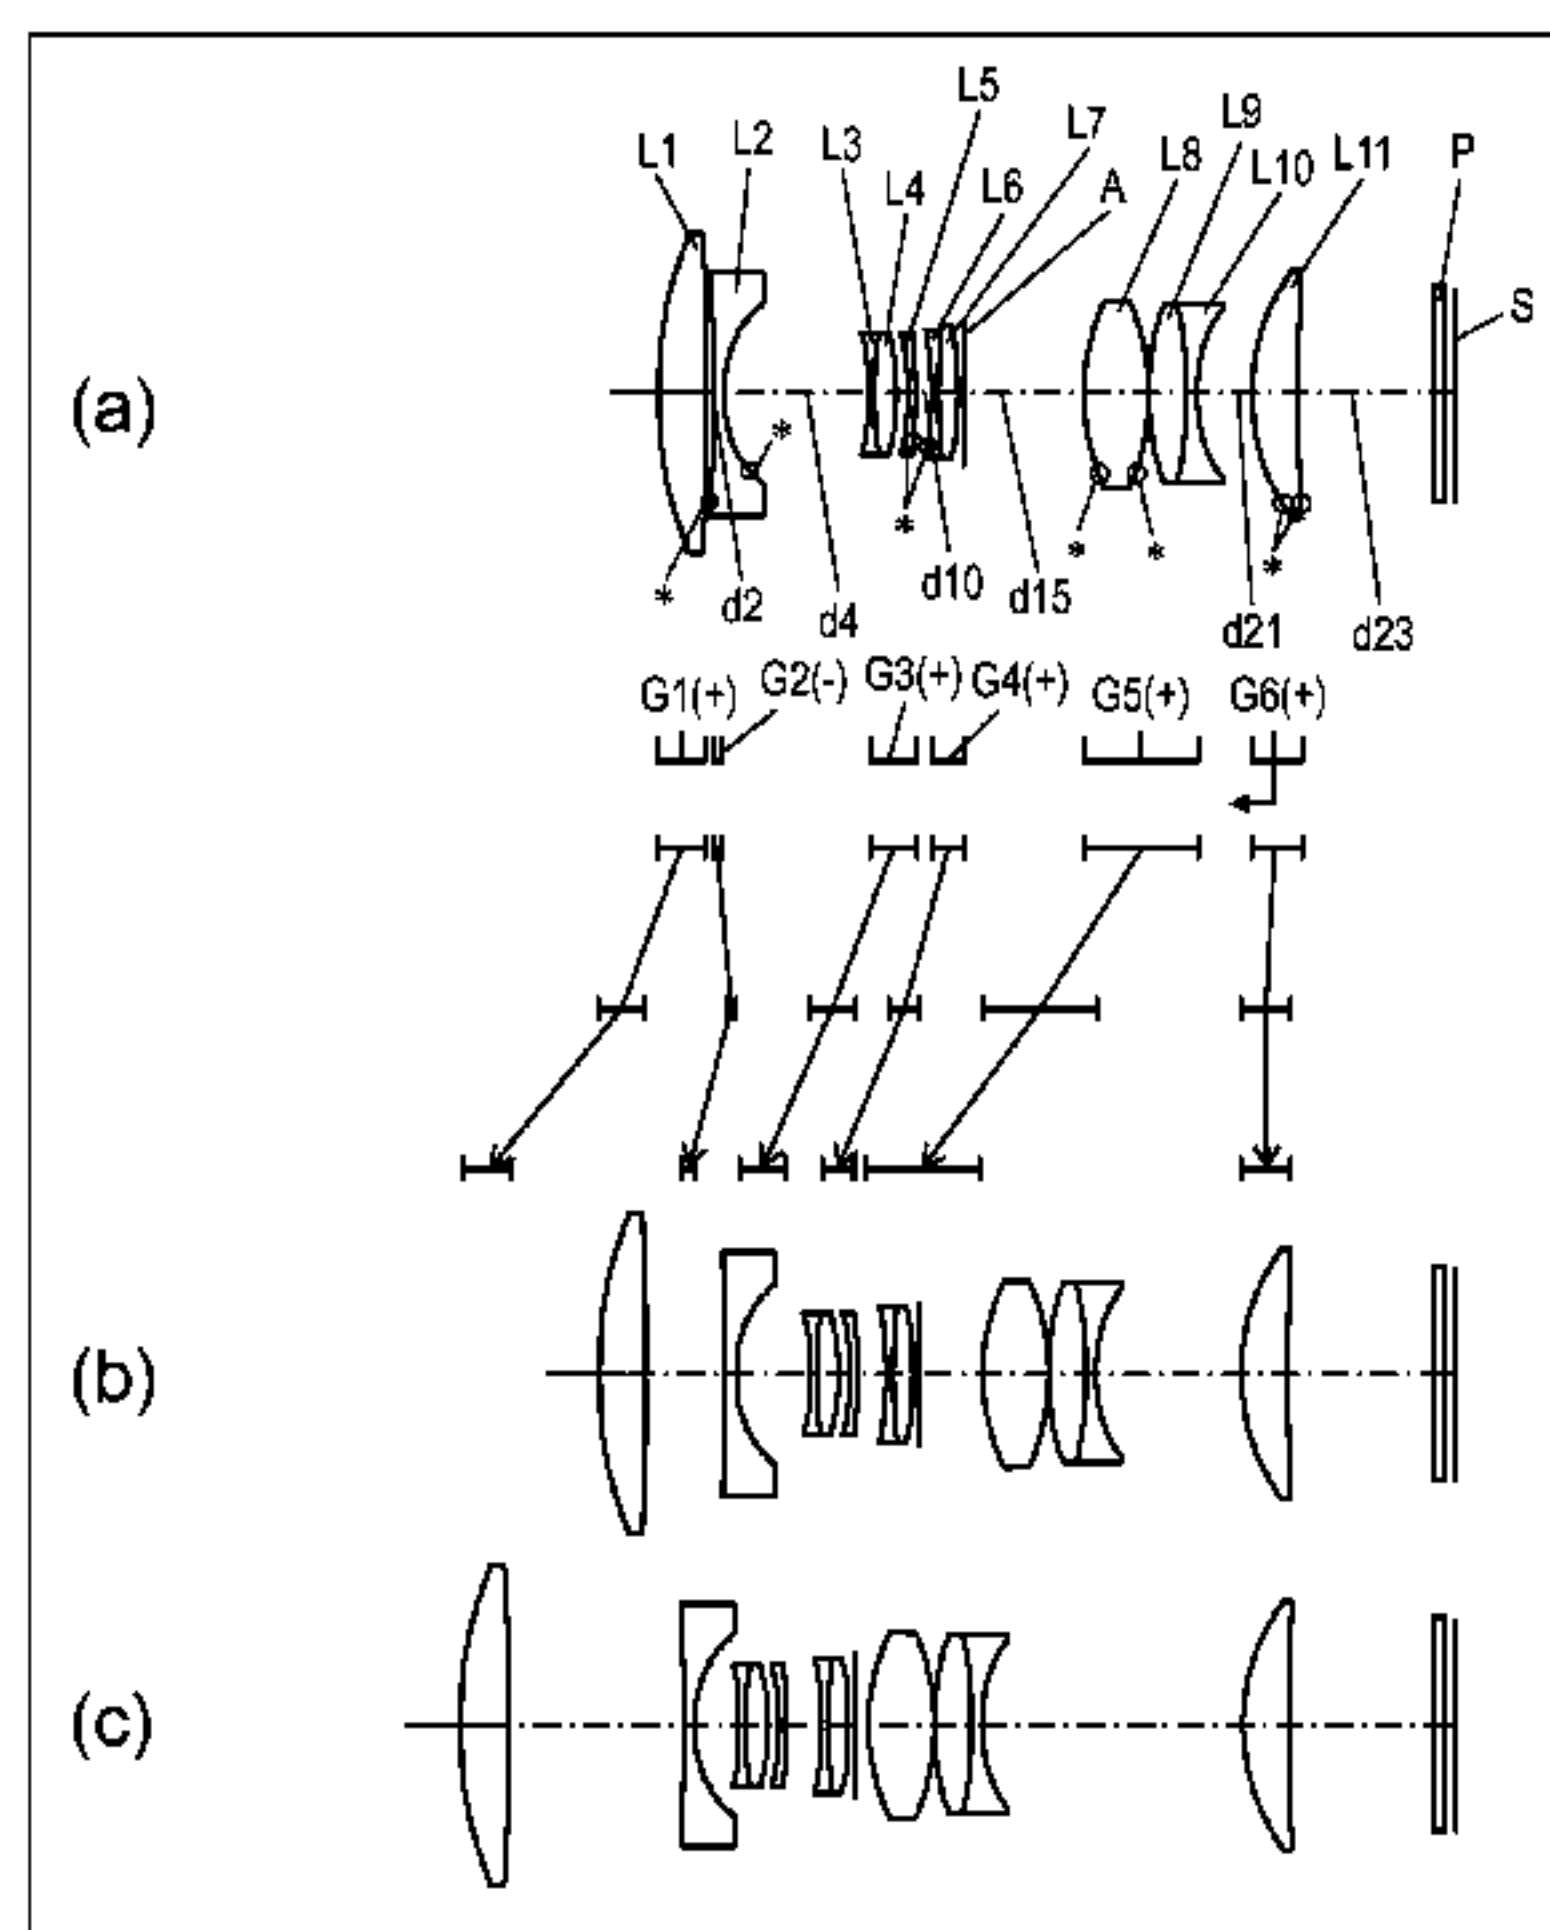 L1 L2 L3 L4 L5 L6 L7 A L8 L9 L10 L11 P
S
(a)
*
* * * *
*
d2 d4 d10 d15 d21 d23
G1(+) G2(-) G3(+) G4(+) G5(+) G6(+)
(b)
(c)